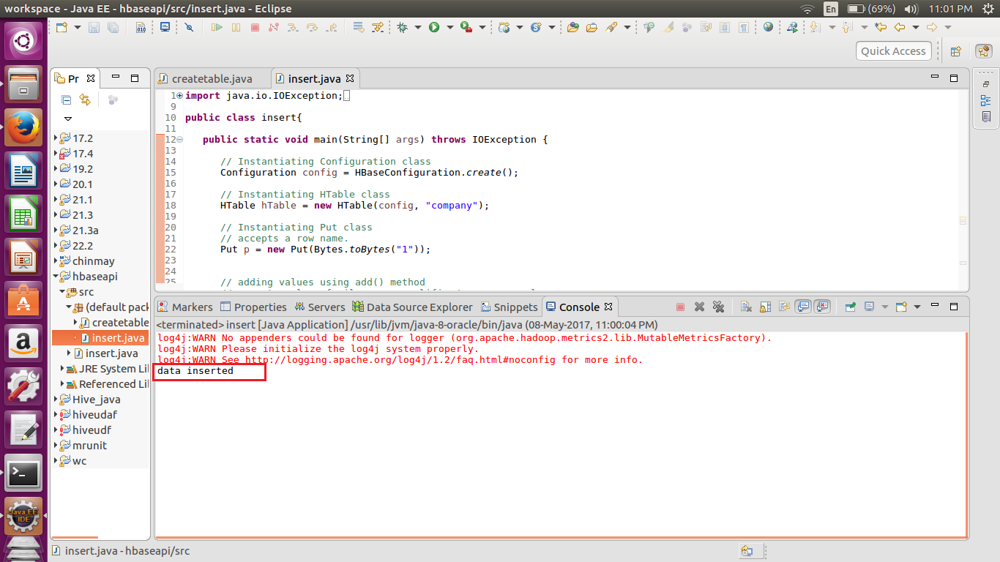 workspace - Java EE - hbaseapi/src/insert.java - Eclipse
En
(69%)
11:01 PM
Quick Access
Pr
createtable.java
insert.java
1 import java.io.IOException;
9
10 public class insert{
11
12 public static void main(String[] args) throws IOException {
13
14 // Instantiating Configuration class
15 Configuration config = HBaseConfiguration.create();
16
17 // Instantiating HTable class
18 HTable hTable = new HTable(config, "company");
19
20 // Instantiating Put class
21 // accepts a row name.
22 Put p = new Put(Bytes.toBytes("1"));
23
24
25 // adding values using add() method
17.2
17.4
19.2
20.1
21.1
21.3
21.3a
22.2
chinmay
hbaseapi
src
(default pack
createtable
insert.java
insert.java
JRE System Li
Referenced Li
Hive_java
hiveudaf
hiveudf
mrunit
wc
Markers
Properties
Servers
Data Source Explorer
Snippets
Console
<terminated> insert [Java Application] /usr/lib/jvm/java-8-oracle/bin/java (08-May-2017, 11:00:04 PM)
log4j:WARN No appenders could be found for logger (org.apache.hadoop.metrics2.lib.MutableMetricsFactory).
log4j:WARN Please initialize the log4j system properly.
log4j:WARN See http://logging.apache.org/log4j/1.2/faq.html#noconfig for more info.
data inserted
Java EE
IDE
insert.java - hbaseapi/src